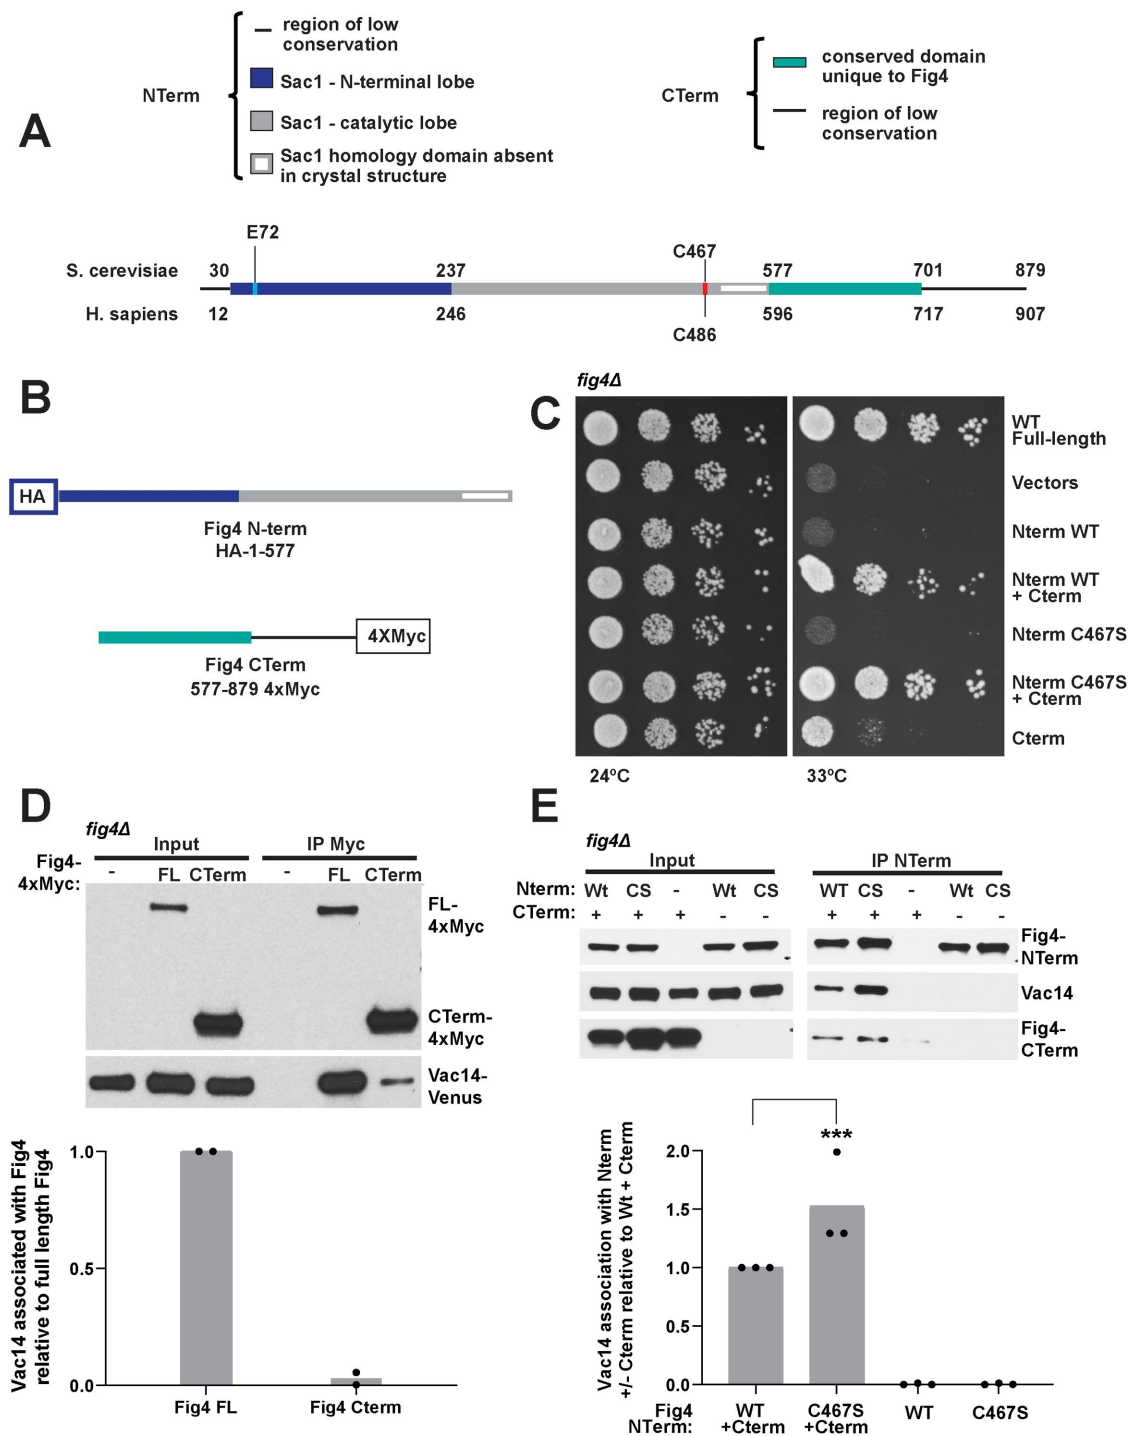 A
NTerm
region of low
conservation
Sac1 - N-terminal lobe
Sac1 - catalytic lobe
Sac1 homology domain absent
in crystal structure
CTerm
conserved domain
unique to Fig4
region of low
conservation
E72
C467
S. cerevisiae 30 237 577 701 879
H. sapiens 12 246 596 717 907
C486
B
HA
Fig4 N-term
HA-1-577
4XMyc
Fig4 CTerm
577-879 4xMyc
C
fig4Δ
WT
Full-length
Vectors
Nterm WT
Nterm WT
+ Cterm
Nterm C467S
Nterm C467S
+ Cterm
Cterm
24ºC 33ºC
D
fig4Δ
Input IP Myc
Fig4-
4xMyc: - FL CTerm - FL CTerm
FL-
4xMyc
CTerm-
4xMyc
Vac14-
Venus
Vac14 associated with Fig4
relative to full length Fig4
1.0
0.5
0.0
Fig4 FL Fig4 Cterm
E
fig4Δ
Input IP NTerm
Nterm: Wt CS - Wt CS WT CS - Wt CS
CTerm: + + + - - + + + - -
Fig4-
NTerm
Vac14
Fig4-
CTerm
Vac14 association with Nterm
+/- Cterm relative to Wt + Cterm
***
2.0
1.5
1.0
0.5
0.0
Fig4
NTerm:
WT
+Cterm
C467S
+Cterm
WT
C467S